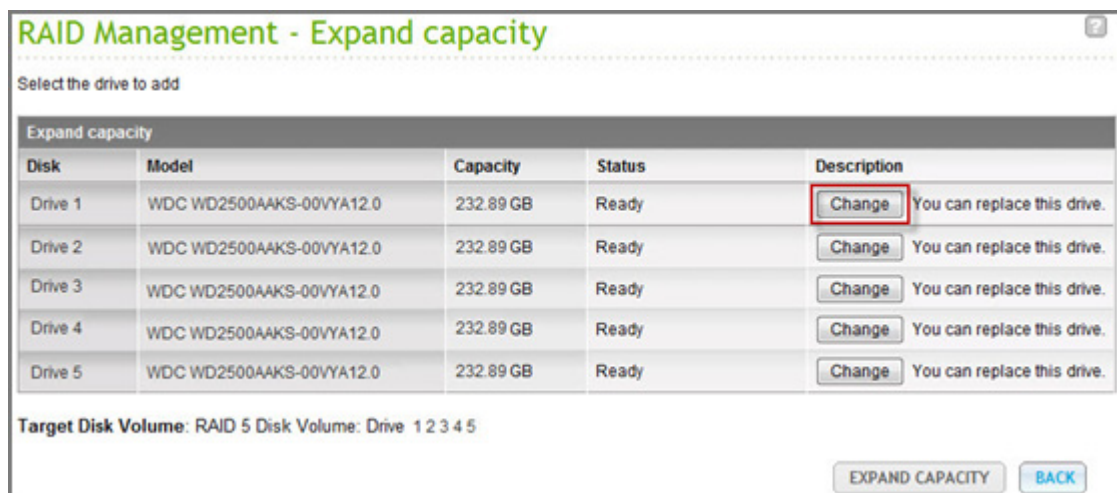 RAID Management - Expand capacity
?
Select the drive to add
Expand capacity
Disk Model Capacity Status Description
Drive 1 WDC WD2500AAKS-00VYA12.0 232.89 GB Ready Change You can replace this drive.
Drive 2 WDC WD2500AAKS-00VYA12.0 232.89 GB Ready Change You can replace this drive.
Drive 3 WDC WD2500AAKS-00VYA12.0 232.89 GB Ready Change You can replace this drive.
Drive 4 WDC WD2500AAKS-00VYA12.0 232.89 GB Ready Change You can replace this drive.
Drive 5 WDC WD2500AAKS-00VYA12.0 232.89 GB Ready Change You can replace this drive.
Target Disk Volume: RAID 5 Disk Volume: Drive 1 2 3 4 5
EXPAND CAPACITY BACK